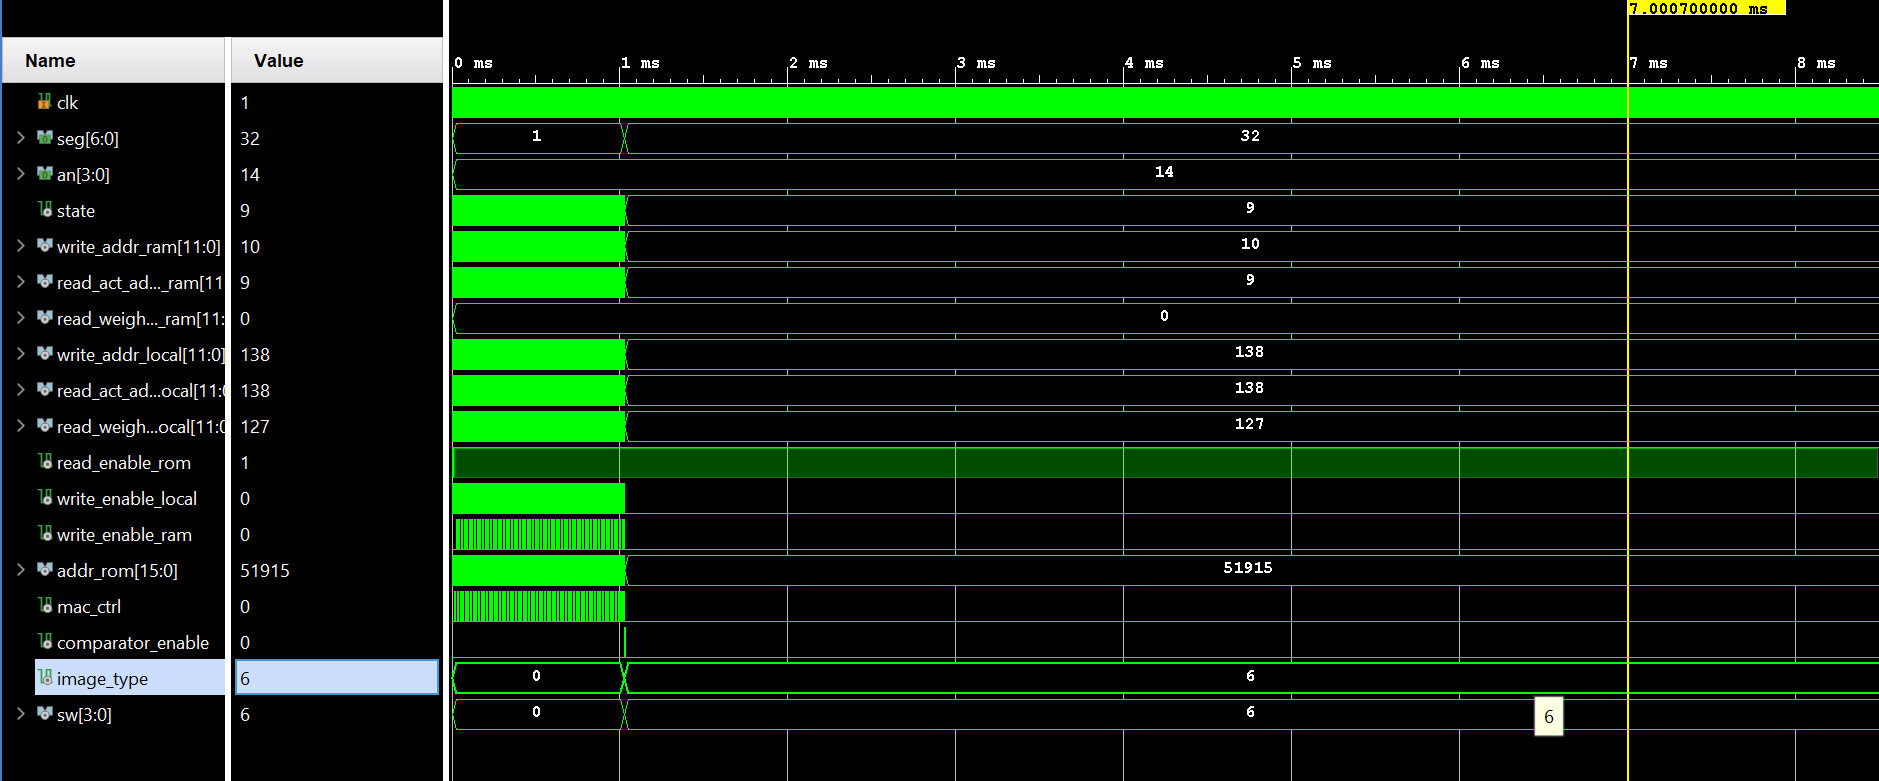 7.000700000 ms
Name Value 0 ms 1 ms 2 ms 3 ms 4 ms 5 ms 6 ms 7 ms 8 ms
clk 1
seg[6:0] 32 1 32
an[3:0] 14 14
state 9 9
write_addr_ram[11:0] 10 10
read_act_ad..._ram[11 9 9
read_weigh..._ram[11: 0 0
write_addr_local[11:0] 138 138
read_act_ad...ocal[11:0 138 138
read_weigh...ocal[11:0 127 127
read_enable_rom 1
write_enable_local 0
write_enable_ram 0
addr_rom[15:0] 51915 51915
mac_ctrl 0
comparator_enable 0
image_type 6 0 6
sw[3:0] 6 0 6 6